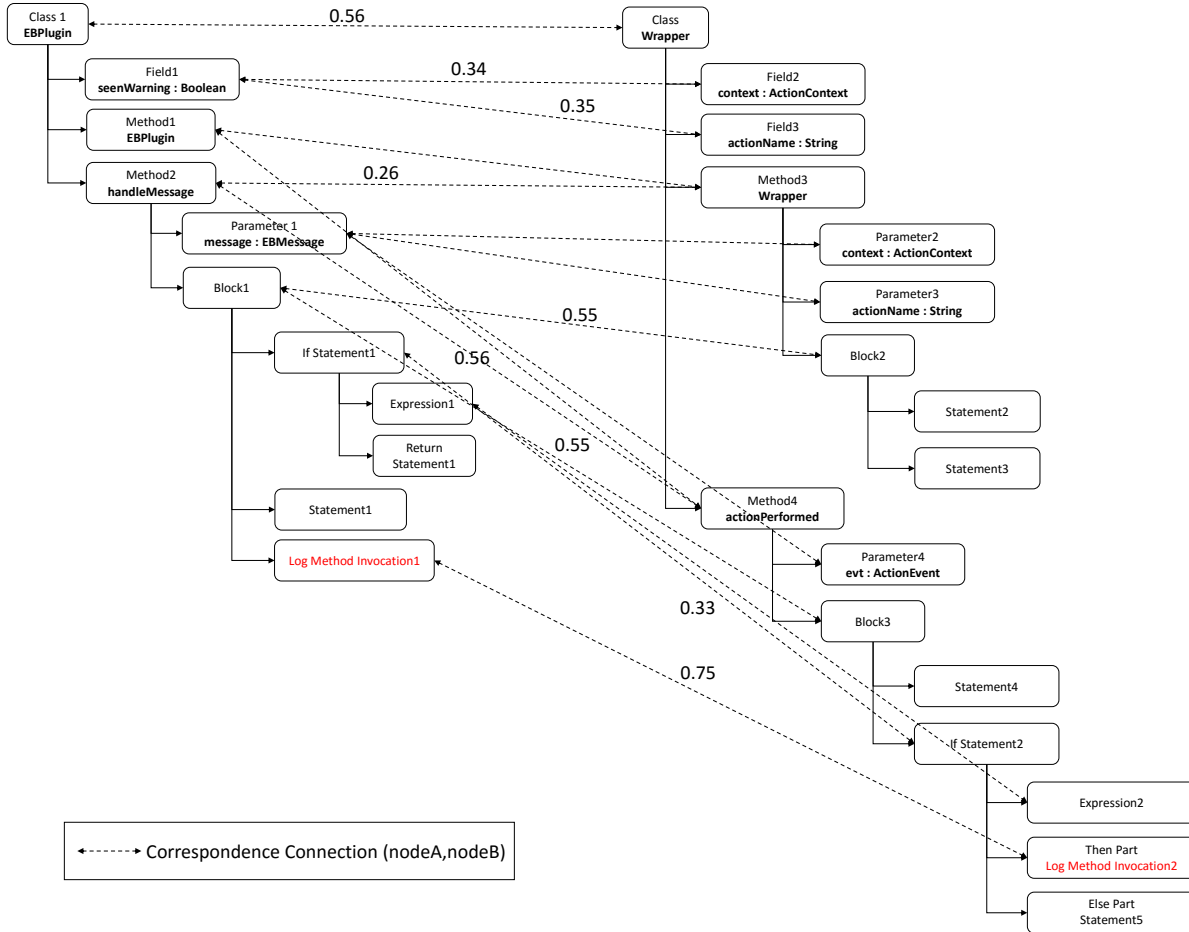 Class 1
EBPlugin
0.56
Class
Wrapper
Field1
seenWarning : Boolean
0.34
Field2
context : ActionContext
0.35
Method1
EBPlugin
Field3
actionName : String
Method2
handleMessage
0.26
Method3
Wrapper
Parameter 1
message : EBMessage
Parameter2
context : ActionContext
Block1
Parameter3
actionName : String
0.55
If Statement1
0.56
Block2
Expression1
Statement2
0.55
Return
Statement1
Statement3
Statement1
Method4
actionPerformed
Log Method Invocation1
Parameter4
evt : ActionEvent
0.33
Block3
0.75
Statement4
If Statement2
Expression2
Correspondence Connection (nodeA,nodeB)
Then Part
Log Method Invocation2
Else Part
Statement5